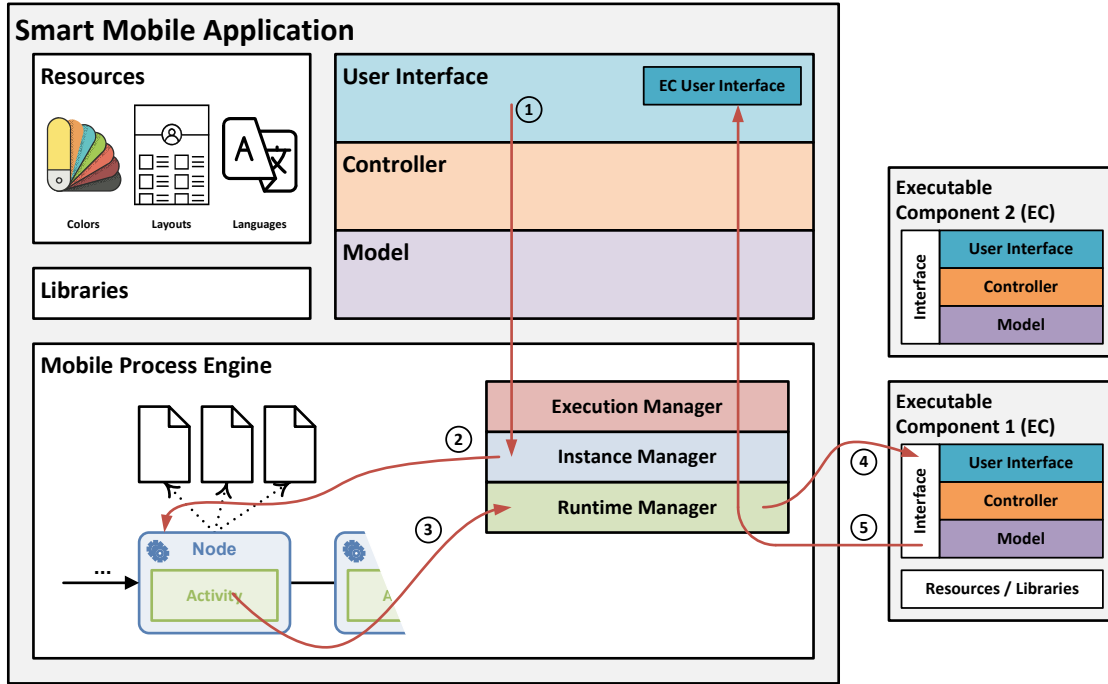 Smart Mobile Application
Resources
Colors
Layouts
Languages
Libraries
User Interface
EC User Interface
1
Controller
Model
Mobile Process Engine
Execution Manager
Instance Manager
Runtime Manager
2
3
...
Node
Activity
A
4
5
Executable
Component 2 (EC)
Interface
User Interface
Controller
Model
Executable
Component 1 (EC)
Interface
User Interface
Controller
Model
Resources / Libraries